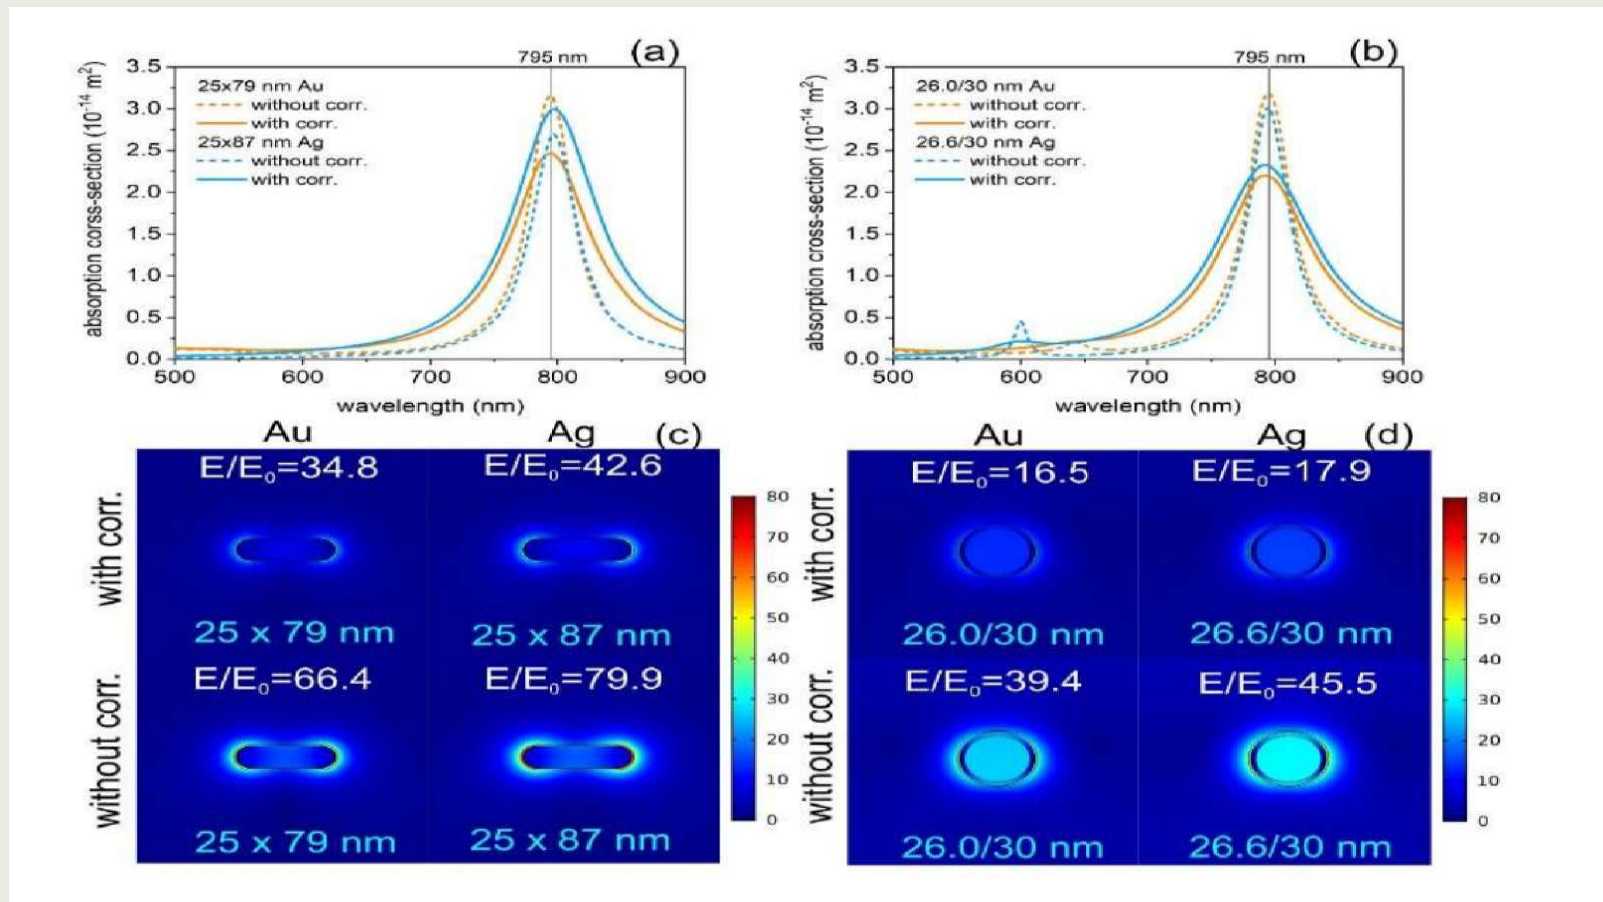 (a)
795 nm
absorption corss-section (10⁻¹⁴ m²)
3.5
3.0
2.5
2.0
1.5
1.0
0.5
0.0
25x79 nm Au
without corr.
with corr.
25x87 nm Ag
without corr.
with corr.
500 600 700 800 900
wavelength (nm)
(b)
795 nm
absorption cross-section (10⁻¹⁴ m²)
3.5
3.0
2.5
2.0
1.5
1.0
0.5
0.0
26.0/30 nm Au
without corr.
with corr.
26.6/30 nm Ag
without corr.
with corr.
500 600 700 800 900
wavelength (nm)
Au Ag (c)
with corr.
E/E₀=34.8 E/E₀=42.6
25 x 79 nm 25 x 87 nm
without corr.
E/E₀=66.4 E/E₀=79.9
25 x 79 nm 25 x 87 nm
80
70
60
50
40
30
20
10
0
Au Ag (d)
with corr.
E/E₀=16.5 E/E₀=17.9
26.0/30 nm 26.6/30 nm
without corr.
E/E₀=39.4 E/E₀=45.5
26.0/30 nm 26.6/30 nm
80
70
60
50
40
30
20
10
0